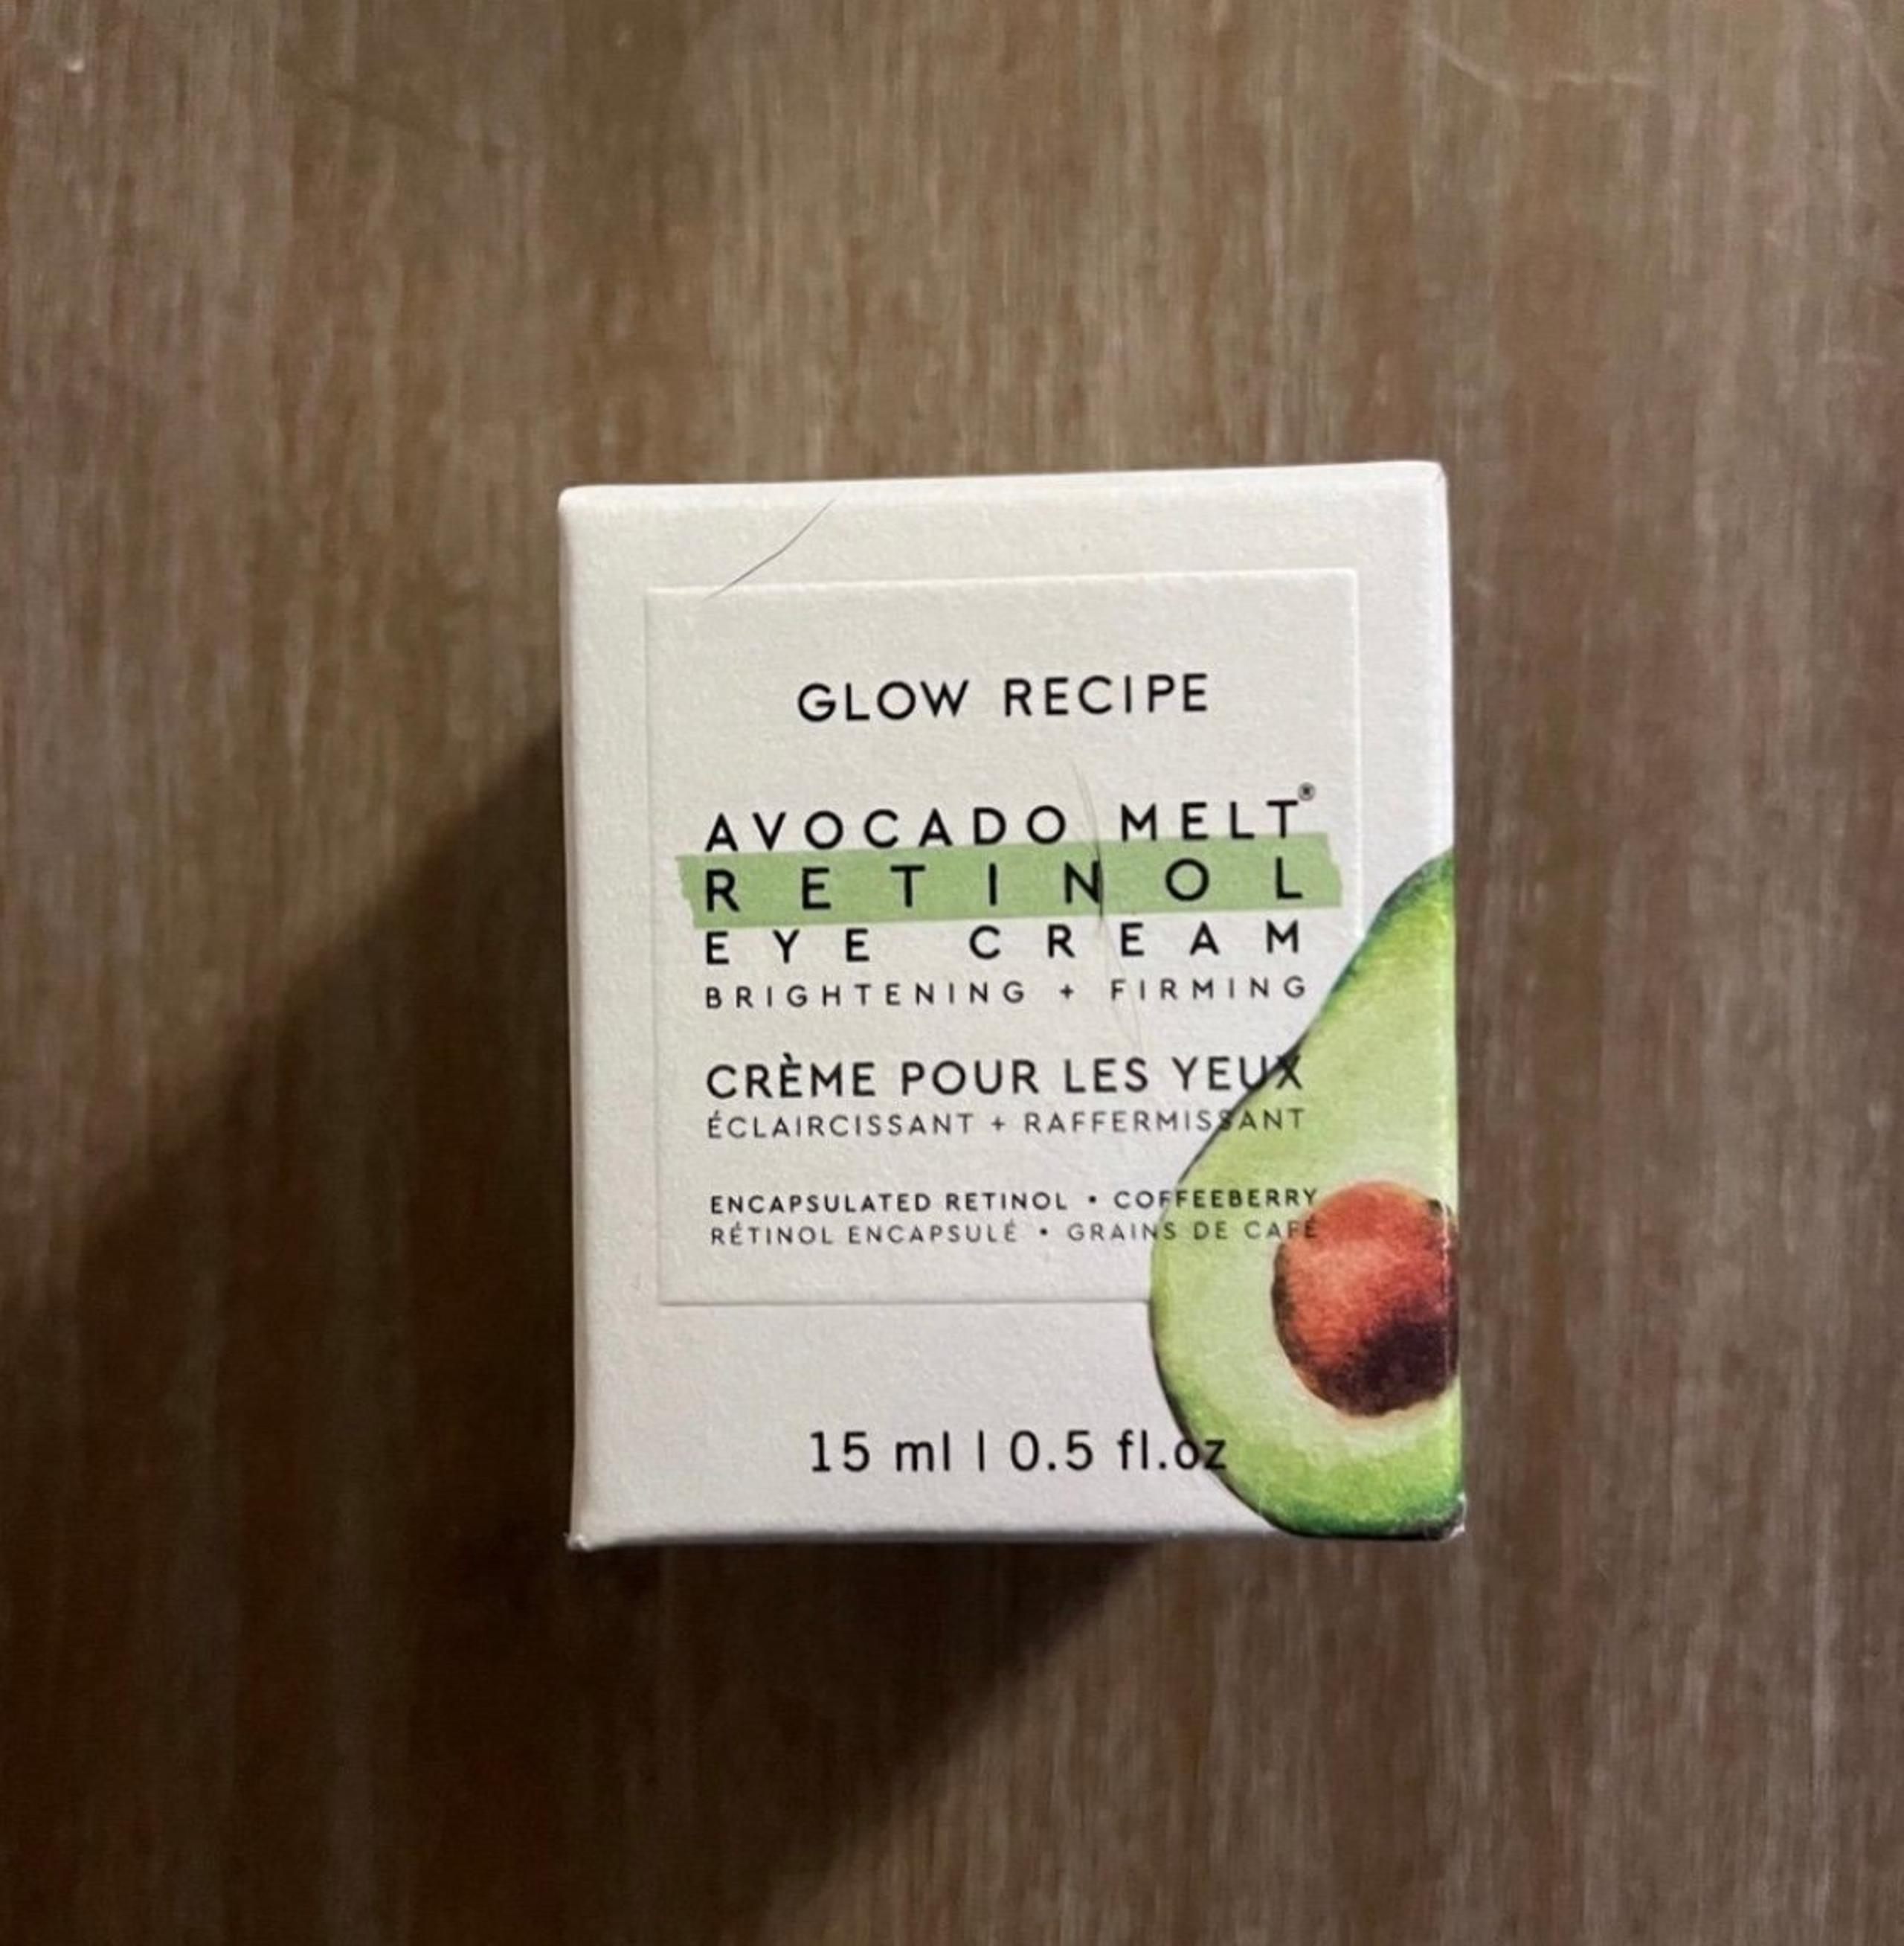 GLOW RECIPE
AVOCADO MELT®
RETINOL
EYE CREAM
BRIGHTENING + FIRMING
CRÈME POUR LES YEUX
ÉCLAIRCISSANT + RAFFERMISSANT
ENCAPSULATED RETINOL • COFFEEBERRY
RÉTINOL ENCAPSULÉ • GRAINS DE CAFÉ
15 ml | 0.5 fl.oz